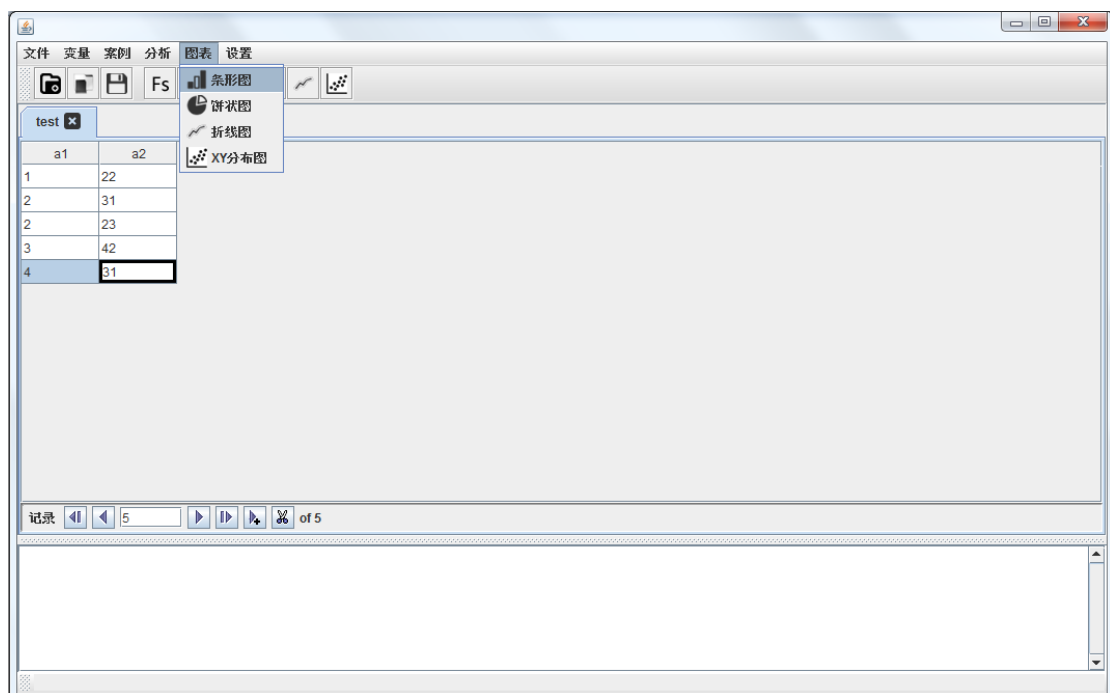 文件 变量 案例 分析 图表 设置
Fs
条形图
饼状图
折线图
XY分布图
test
a1 a2
1 22
2 31
2 23
3 42
4 31
记录 5 of 5